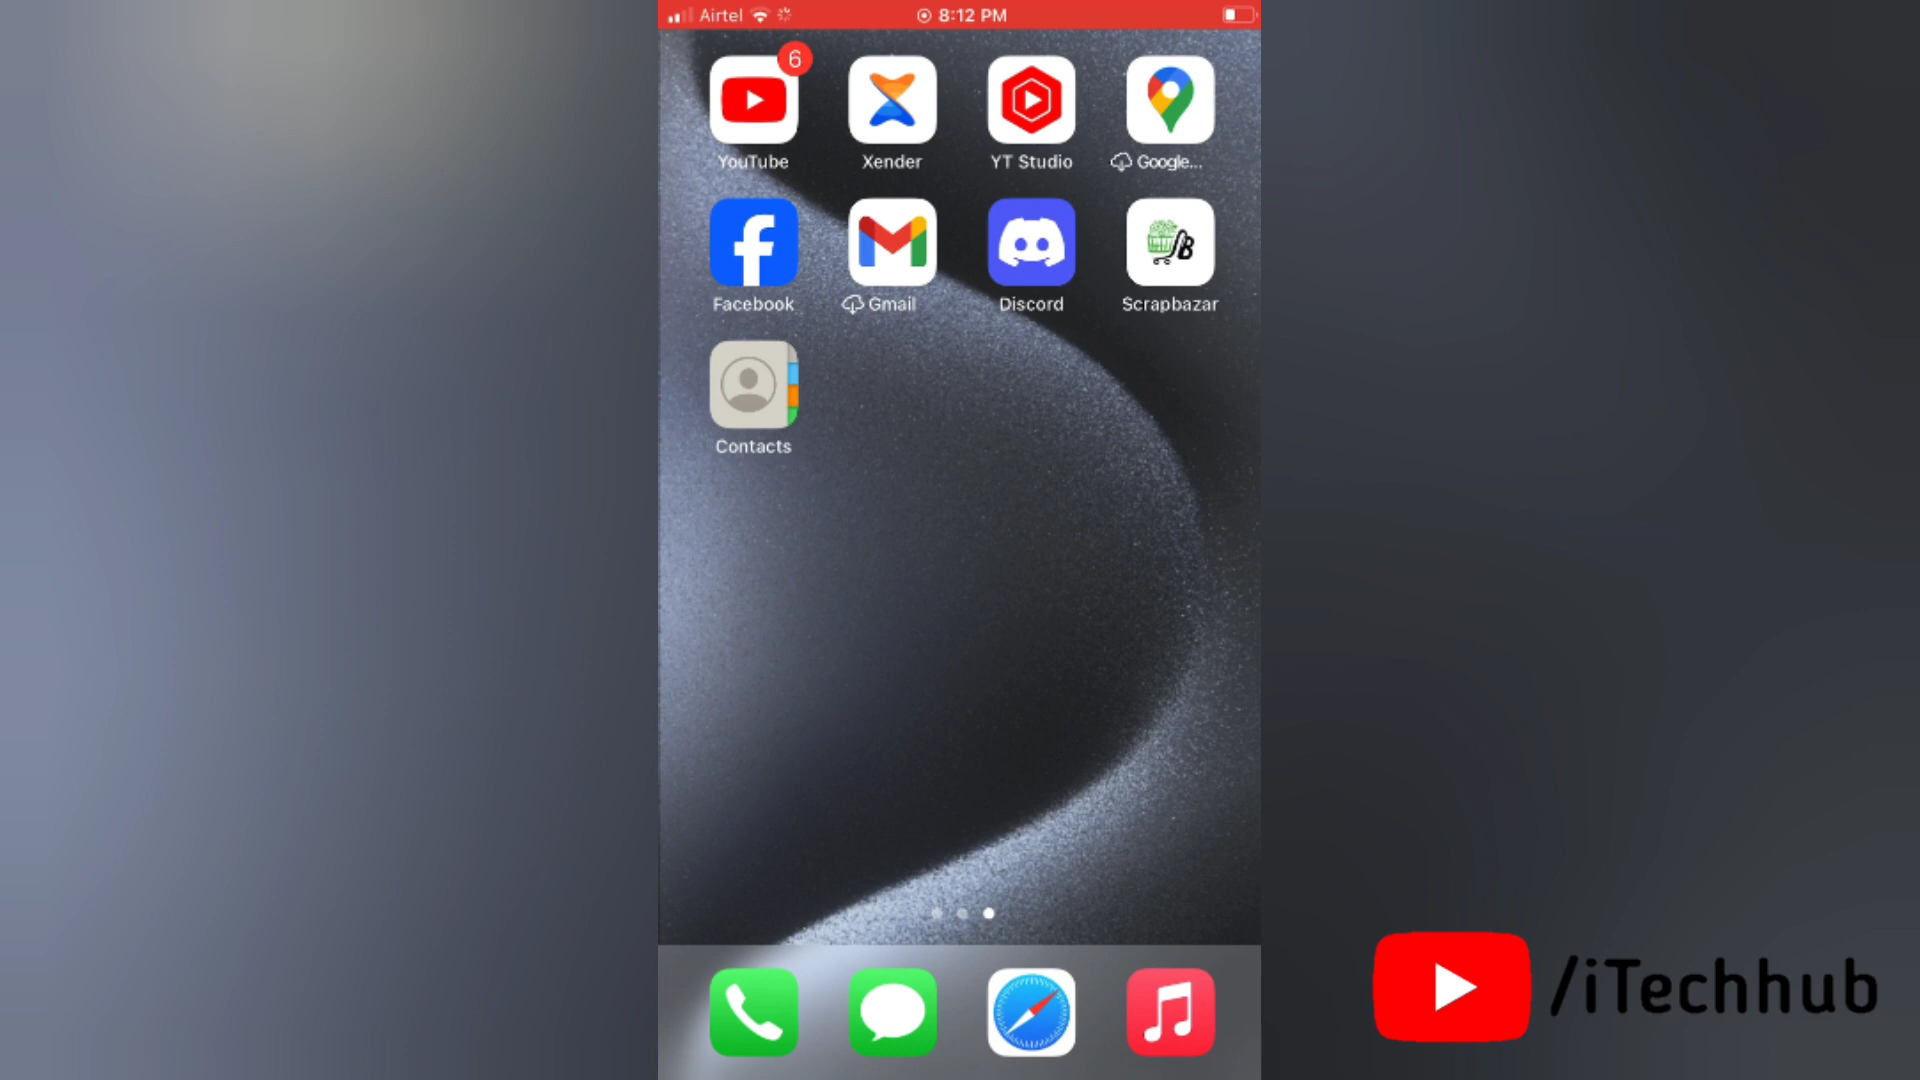 Airtel 8:12 PM
6
YouTube Xender YT Studio Google...
Facebook Gmail Discord Scrapbazar
B
Contacts
/iTechhub